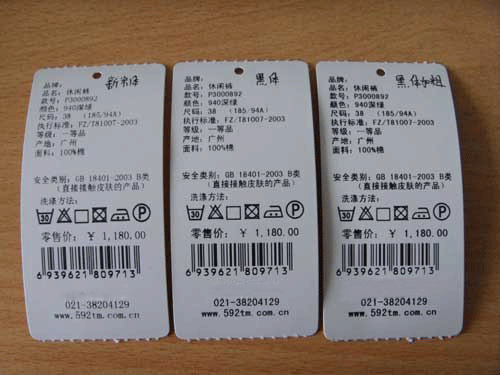 新宋体
品牌:
品名: 休闲裤
款号: P3000892
颜色: 940深绿
尺码: 38 (185/94A)
执行标准: FZ/T81007-2003
等级: 一等品
产地: 广州
面料: 100%棉
安全类别: GB 18401-2003 B类
(直接接触皮肤的产品)
洗涤方法:
30 P
零售价: ¥ 1,180.00
6 939621 809713
021-38204129
www.592tm.com.cn
黑体
品牌:
品名: 休闲裤
款号: P3000892
颜色: 940深绿
尺码: 38 (185/94A)
执行标准: FZ/T81007-2003
等级: 一等品
产地: 广州
面料: 100%棉
安全类别: GB 18401-2003 B类
(直接接触皮肤的产品)
洗涤方法:
30 P
零售价: ¥ 1,180.00
6 939621 809713
021-38204129
www.592tm.com.cn
黑体加粗
品牌:
品名: 休闲裤
款号: P3000892
颜色: 940深绿
尺码: 38 (185/94A)
执行标准: FZ/T81007-2003
等级: 一等品
产地: 广州
面料: 100%棉
安全类别: GB 18401-2003 B类
(直接接触皮肤的产品)
洗涤方法:
30 P
零售价: ¥ 1,180.00
6 939621 809713
021-38204129
www.592tm.com.cn